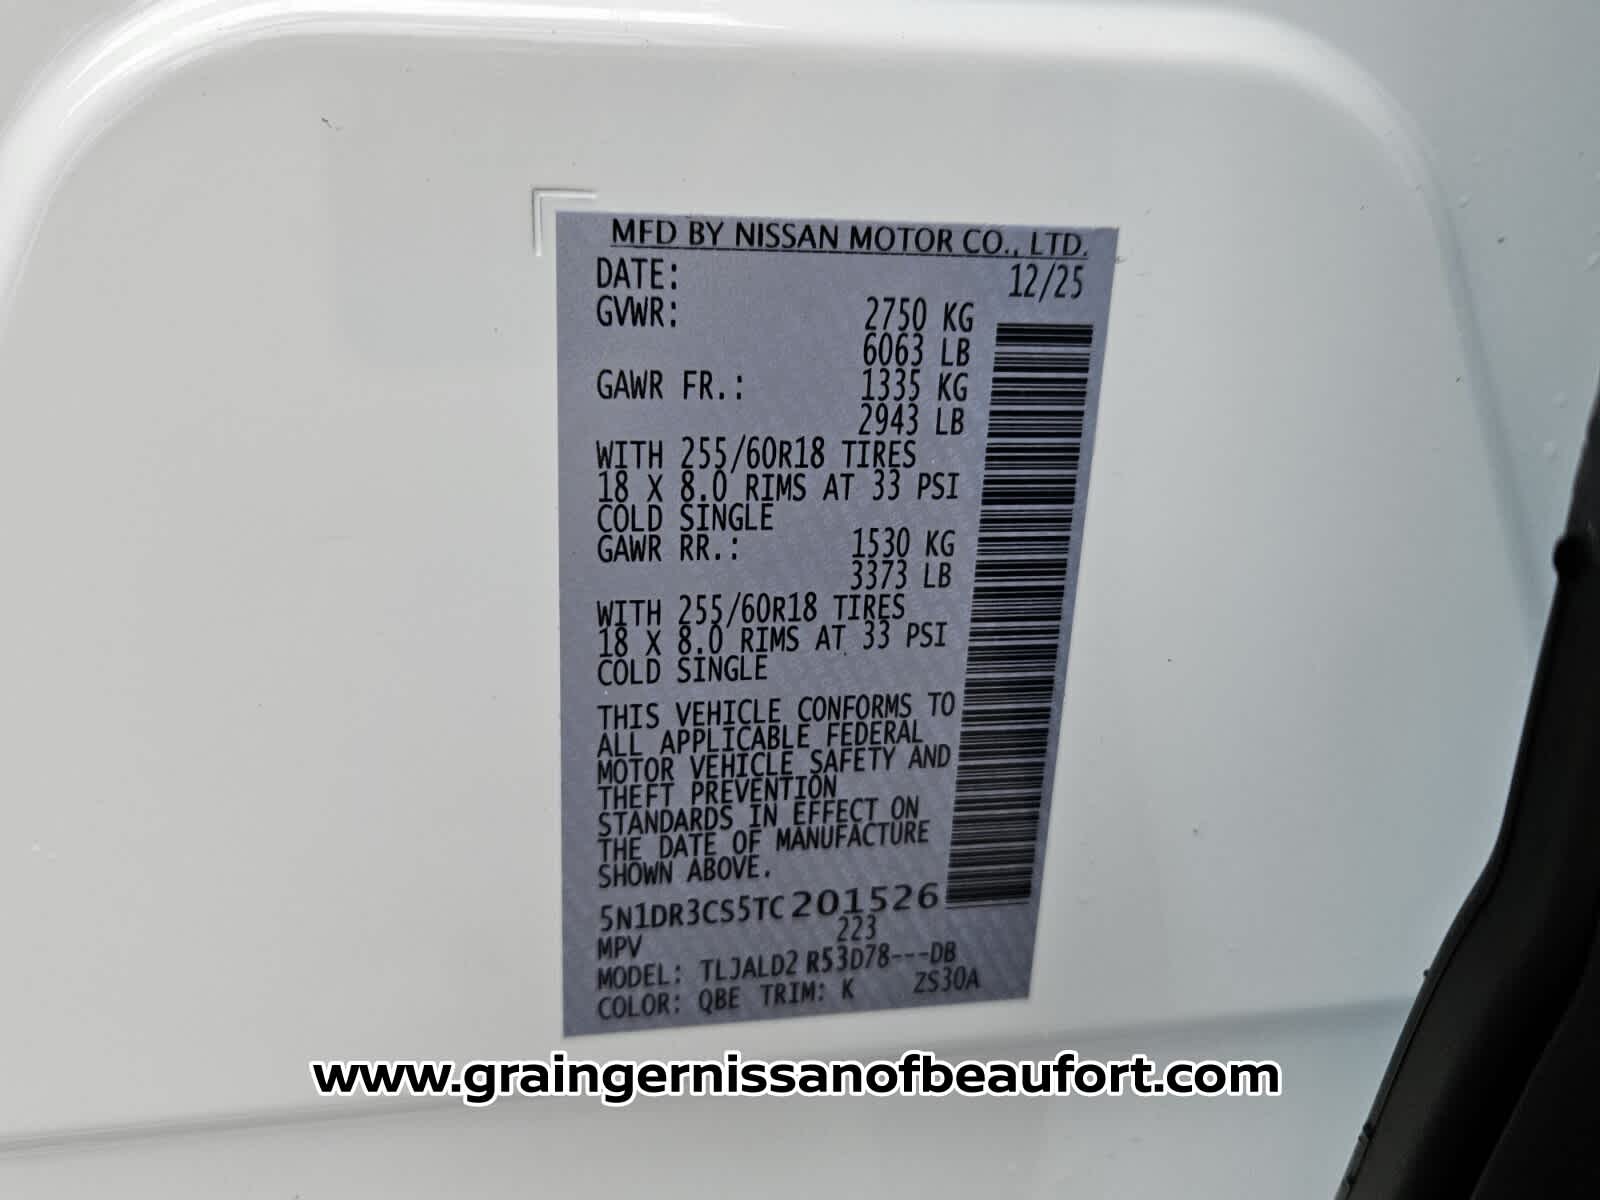 MFD BY NISSAN MOTOR CO., LTD.
DATE: 12/25
GVWR: 2750 KG
6063 LB
GAWR FR.: 1335 KG
2943 LB
WITH 255/60R18 TIRES
18 X 8.0 RIMS AT 33 PSI
COLD SINGLE
GAWR RR.: 1530 KG
3373 LB
WITH 255/60R18 TIRES
18 X 8.0 RIMS AT 33 PSI
COLD SINGLE
THIS VEHICLE CONFORMS TO
ALL APPLICABLE FEDERAL
MOTOR VEHICLE SAFETY AND
THEFT PREVENTION
STANDARDS IN EFFECT ON
THE DATE OF MANUFACTURE
SHOWN ABOVE.
5N1DR3CS5TC201526
MPV 223
MODEL: TLJALD2 R53D78---DB
COLOR: QBE TRIM: K ZS30A
www.graingernissanofbeaufort.com